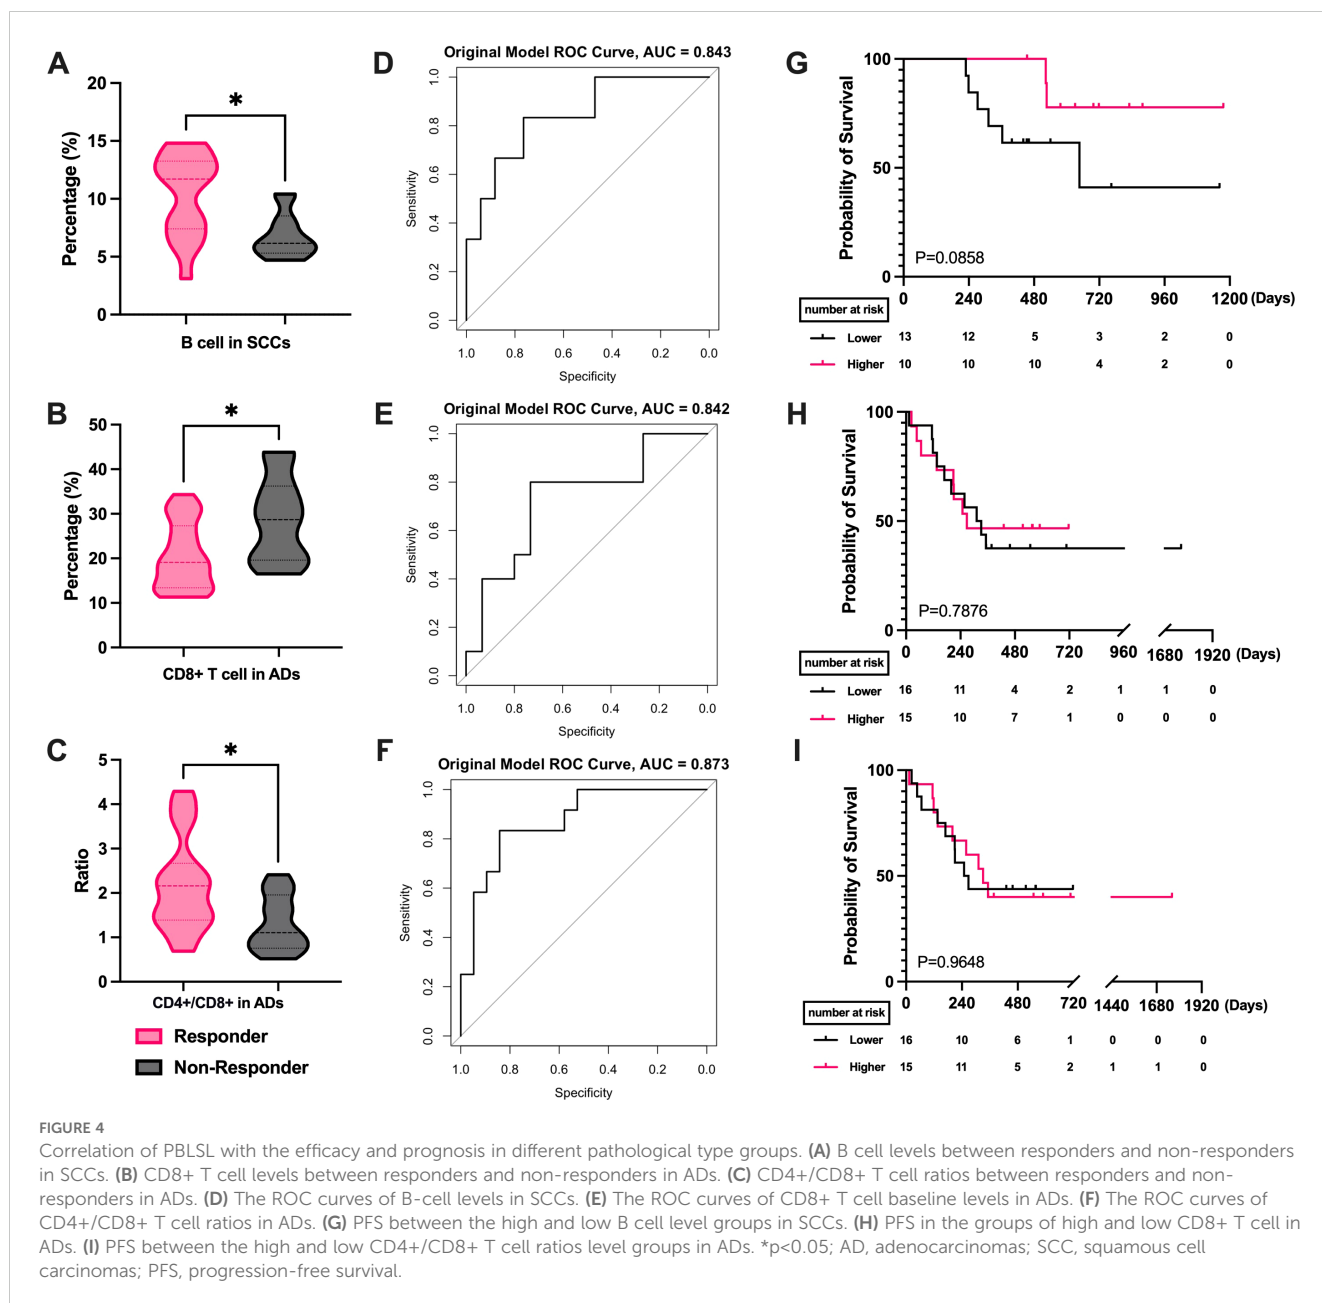 A
20
15
10
5
0
Percentage (%)
*
B cell in SCCs
D
Original Model ROC Curve, AUC = 0.843
1.0
0.8
0.6
0.4
0.2
0.0
Sensitivity
1.0 0.8 0.6 0.4 0.2 0.0
Specificity
G
100
50
0
Probability of Survival
P=0.0858
0 240 480 720 960 1200 (Days)
number at risk
Lower 13 12 5 3 2 0
Higher 10 10 10 4 2 0
B
50
40
30
20
10
0
Percentage (%)
*
CD8+ T cell in ADs
E
Original Model ROC Curve, AUC = 0.842
1.0
0.8
0.6
0.4
0.2
0.0
Sensitivity
1.0 0.8 0.6 0.4 0.2 0.0
Specificity
H
100
50
0
Probability of Survival
P=0.7876
0 240 480 720 960 1680 1920 (Days)
number at risk
Lower 16 11 4 2 1 1 0
Higher 15 10 7 1 0 0 0
C
5
4
3
2
1
0
Ratio
*
CD4+/CD8+ in ADs
Responder
Non-Responder
F
Original Model ROC Curve, AUC = 0.873
1.0
0.8
0.6
0.4
0.2
0.0
Sensitivity
1.0 0.8 0.6 0.4 0.2 0.0
Specificity
I
100
50
0
Probability of Survival
P=0.9648
0 240 480 720 1440 1680 1920 (Days)
number at risk
Lower 16 10 6 1 0 0 0
Higher 15 11 5 2 1 1 0
FIGURE 4
Correlation of PBLSL with the efficacy and prognosis in different pathological type groups. (A) B cell levels between responders and non-responders
in SCCs. (B) CD8+ T cell levels between responders and non-responders in ADs. (C) CD4+/CD8+ T cell ratios between responders and non-
responders in ADs. (D) The ROC curves of B-cell levels in SCCs. (E) The ROC curves of CD8+ T cell baseline levels in ADs. (F) The ROC curves of
CD4+/CD8+ T cell ratios in ADs. (G) PFS between the high and low B cell level groups in SCCs. (H) PFS in the groups of high and low CD8+ T cell in
ADs. (I) PFS between the high and low CD4+/CD8+ T cell ratios level groups in ADs. *p<0.05; AD, adenocarcinomas; SCC, squamous cell
carcinomas; PFS, progression-free survival.